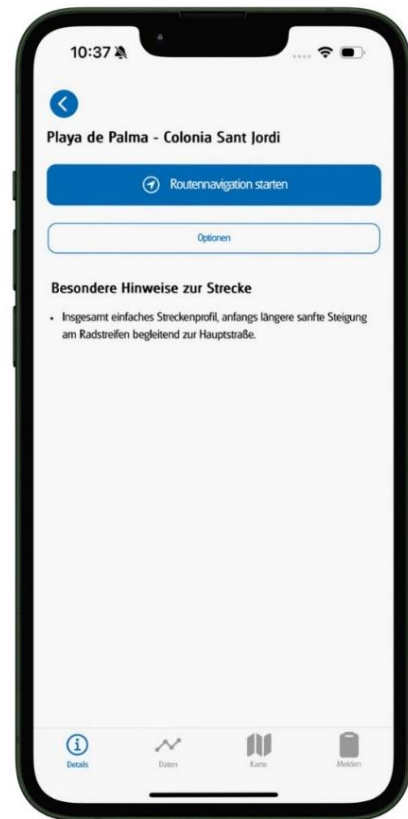 10:37
Playa de Palma - Colonia Sant Jordi
Routennavigation starten
Optionen
Besondere Hinweise zur Strecke
• Insgesamt einfaches Streckenprofil, anfangs längere sanfte Steigung
am Radstreifen begleitend zur Hauptstraße.
Details
Daten
Karte
Melden